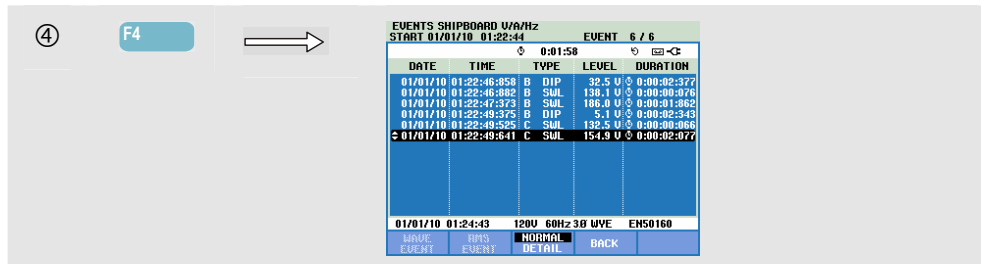 ④ F4
EVENTS SHIPBOARD V/A/Hz
START 01/01/10 01:22:44 EVENT 6 / 6
0:01:58
DATE TIME TYPE LEVEL DURATION
01/01/10 01:22:46:858 B DIP 32.5 V 0:00:02:377
01/01/10 01:22:46:882 B SWL 138.1 V 0:00:00:076
01/01/10 01:22:47:373 B SWL 186.0 V 0:00:01:862
01/01/10 01:22:49:375 B DIP 5.1 V 0:00:02:343
01/01/10 01:22:49:525 C SWL 132.5 V 0:00:00:066
01/01/10 01:22:49:641 C SWL 154.9 V 0:00:02:077
01/01/10 01:24:43 120V 60Hz 3Ø WYE EN50160
WAVE EVENT RMS EVENT NORMAL DETAIL BACK